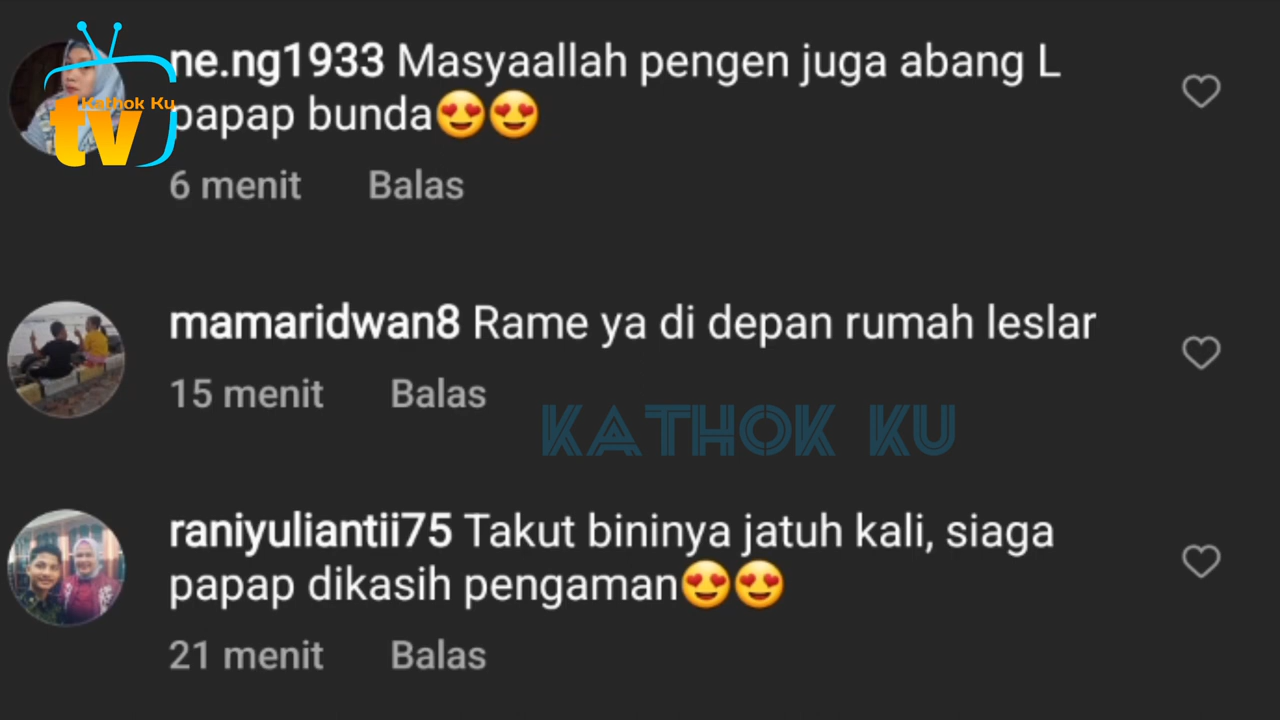 ne.ng1933 Masyaallah pengen juga abang L
papap bunda😍😍
6 menit Balas
Kathok Ku
tv
mamaridwan8 Rame ya di depan rumah leslar
15 menit Balas
KATHOK KU
raniyuliantii75 Takut bininya jatuh kali, siaga
papap dikasih pengaman😍😍
21 menit Balas